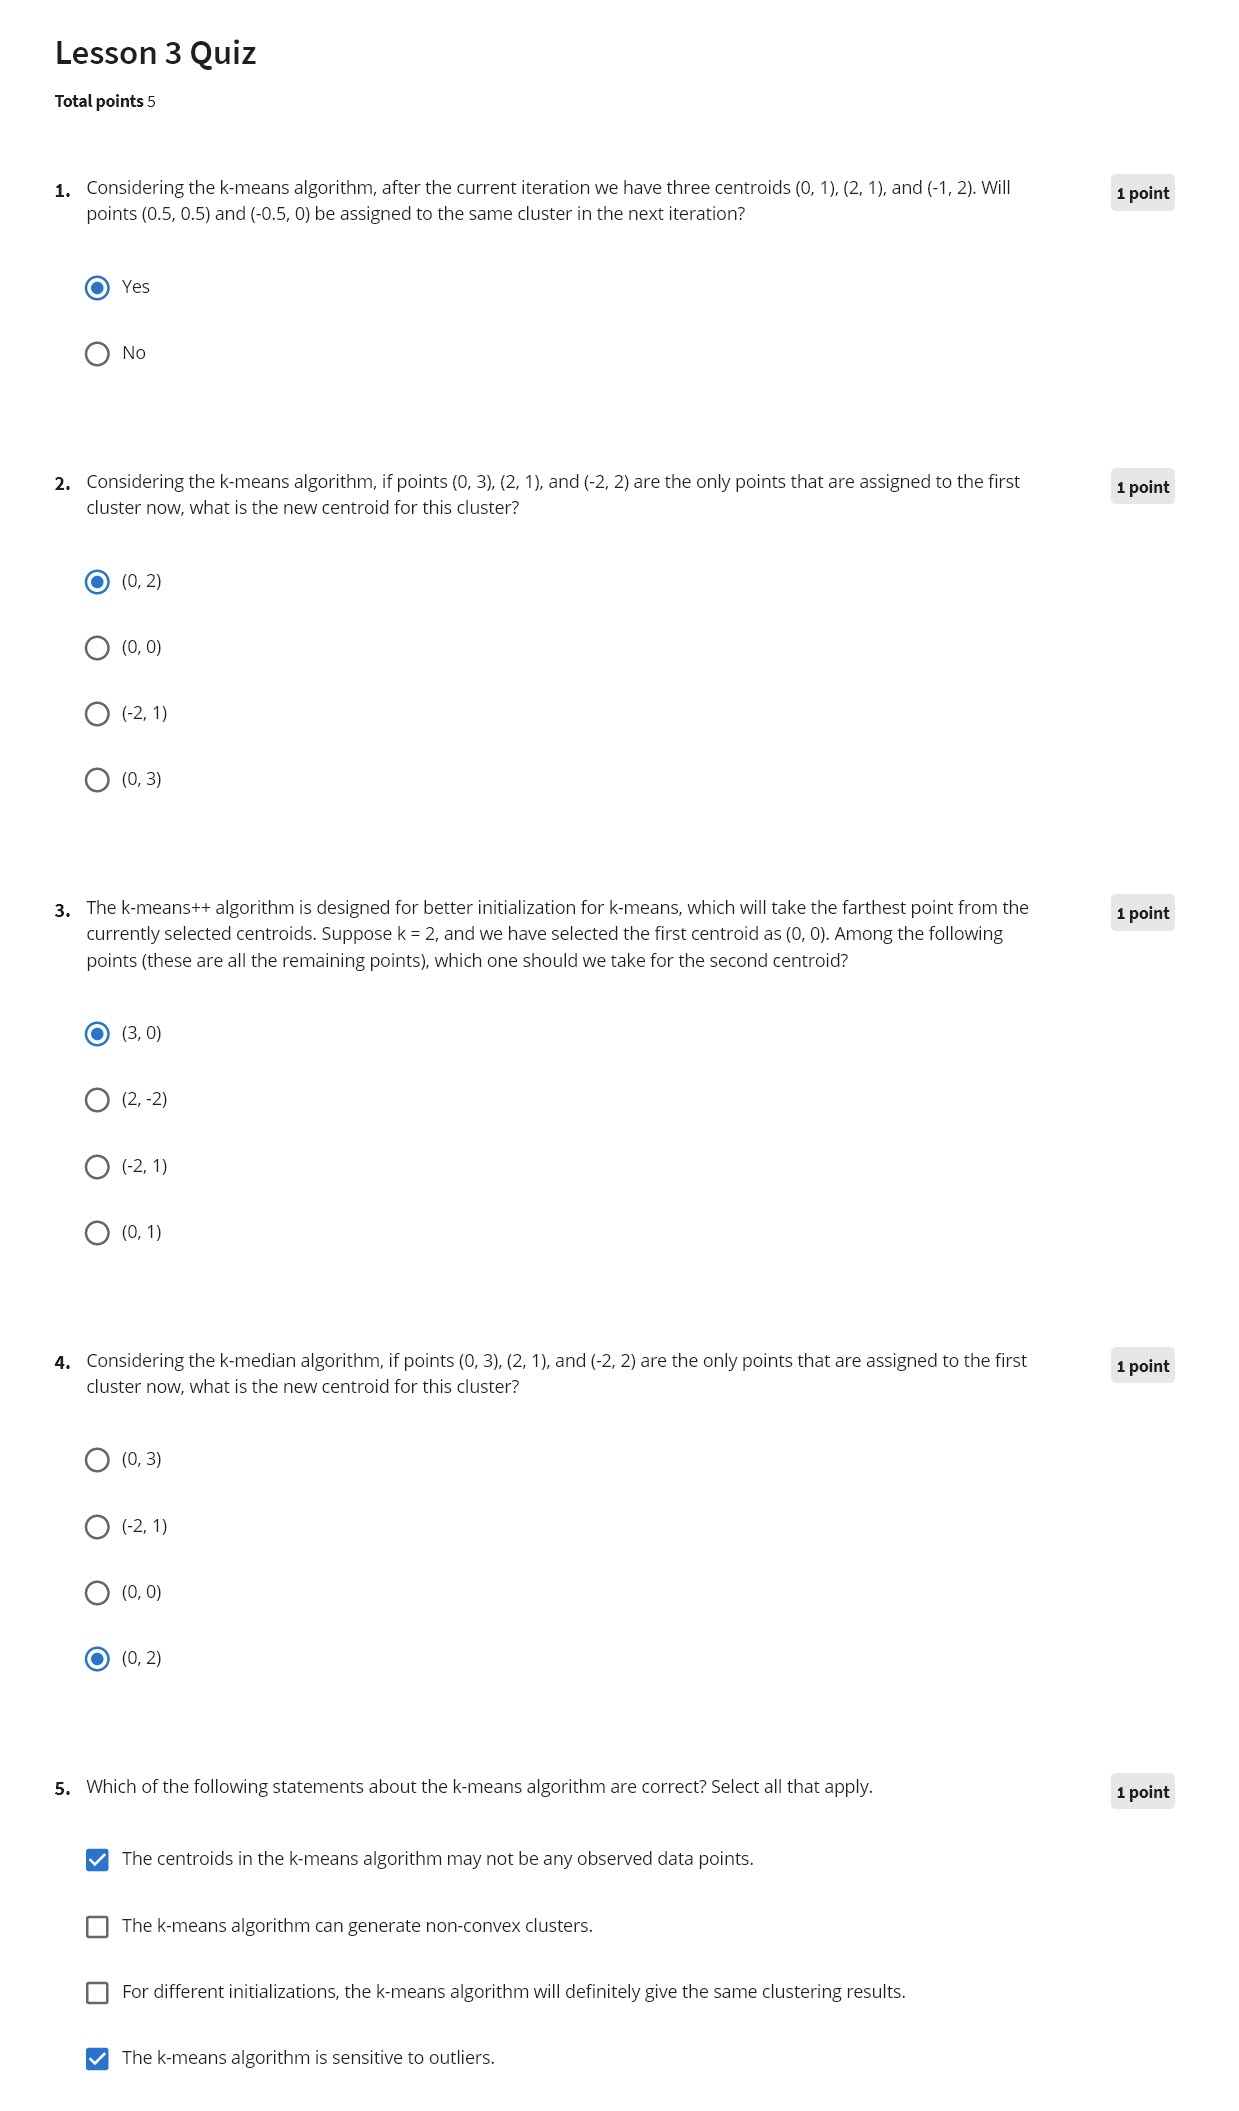 Lesson 3 Quiz
Total points 5
1. Considering the k-means algorithm, after the current iteration we have three centroids (0, 1), (2, 1), and (-1, 2). Will
points (0.5, 0.5) and (-0.5, 0) be assigned to the same cluster in the next iteration?
1 point
Yes
No
2. Considering the k-means algorithm, if points (0, 3), (2, 1), and (-2, 2) are the only points that are assigned to the first
cluster now, what is the new centroid for this cluster?
1 point
(0, 2)
(0, 0)
(-2, 1)
(0, 3)
3. The k-means++ algorithm is designed for better initialization for k-means, which will take the farthest point from the
currently selected centroids. Suppose k = 2, and we have selected the first centroid as (0, 0). Among the following
points (these are all the remaining points), which one should we take for the second centroid?
1 point
(3, 0)
(2, -2)
(-2, 1)
(0, 1)
4. Considering the k-median algorithm, if points (0, 3), (2, 1), and (-2, 2) are the only points that are assigned to the first
cluster now, what is the new centroid for this cluster?
1 point
(0, 3)
(-2, 1)
(0, 0)
(0, 2)
5. Which of the following statements about the k-means algorithm are correct? Select all that apply.
1 point
The centroids in the k-means algorithm may not be any observed data points.
The k-means algorithm can generate non-convex clusters.
For different initializations, the k-means algorithm will definitely give the same clustering results.
The k-means algorithm is sensitive to outliers.